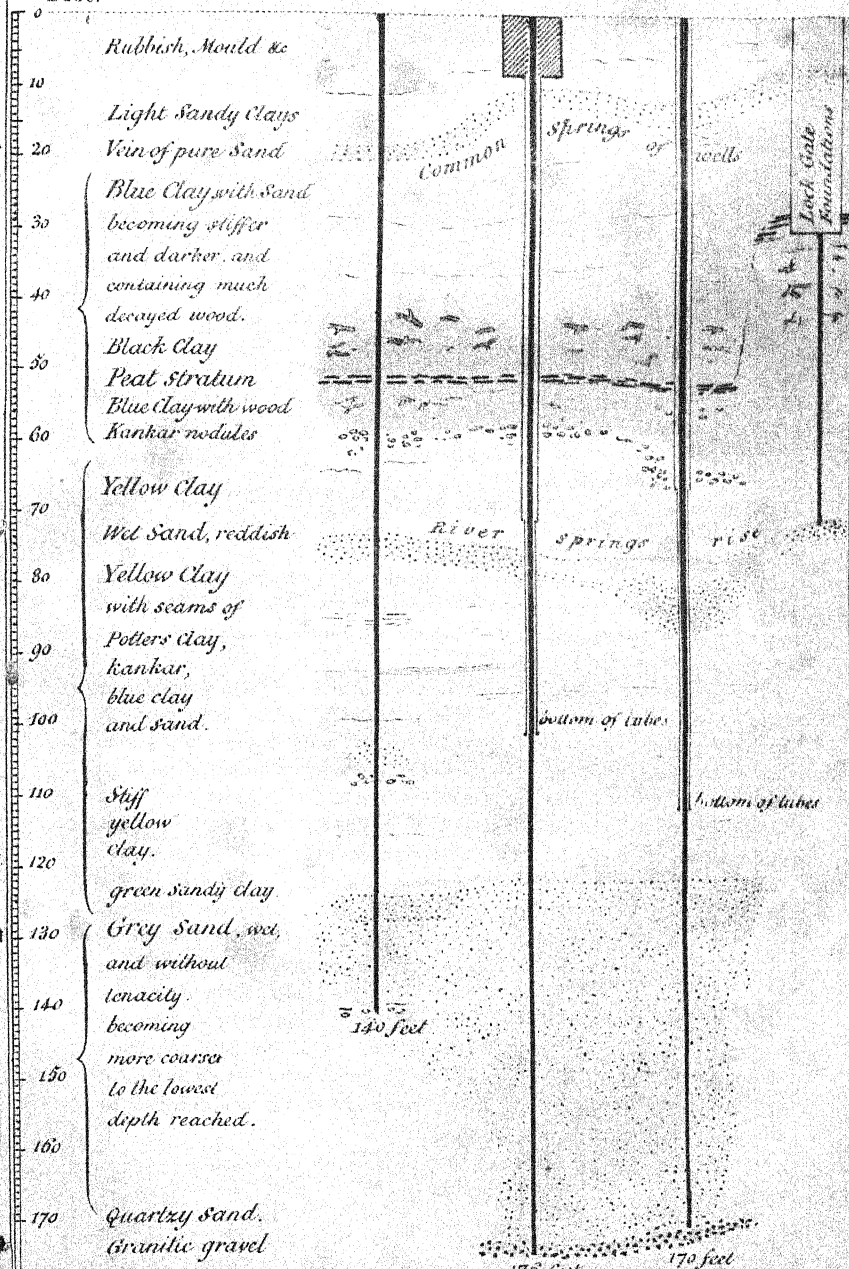 0
Rubbish, Mould &c
10
Light Sandy Clays
Vein of pure Sand
20
Blue Clay with Sand
30
becoming stiffer
and darker, and
containing much
40
decayed wood.
Black Clay
50
Peat Stratum
Blue Clay with wood
60
Kankar nodules
Yellow Clay
70
Wet Sand, reddish
80
Yellow Clay
with seams of
90
Potters Clay,
kankar,
blue clay
100
and sand.
110
Stiff
yellow
clay.
120
green sandy clay
130
Grey Sand, wet,
and without
tenacity.
140
becoming
more coarser
150
to the lowest
depth reached.
160
170
Quartzy Sand.
Granitic gravel
Common Springs of wells
Lock Gate
Foundations
River springs rise
bottom of tubes
bottom of tubes
140 feet
170 feet